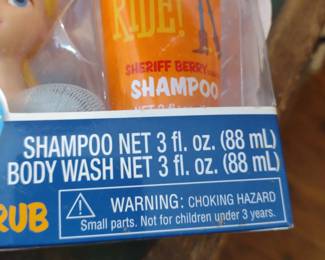 RIDE!
SHERIFF BERRY
SHAMPOO
SHAMPOO NET 3 fl. oz. (88 mL)
BODY WASH NET 3 fl. oz. (88 mL)
RUB
WARNING: CHOKING HAZARD
Small parts. Not for children under 3 years.